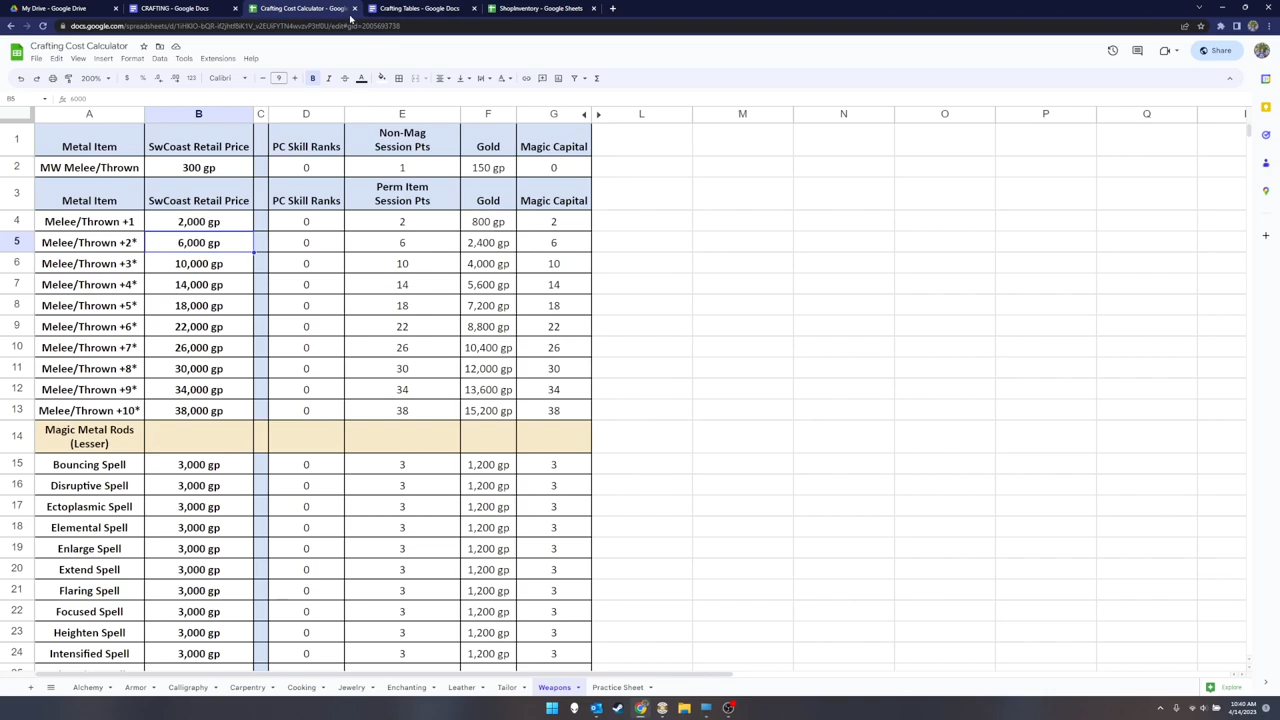 My Drive - Google Drive
CRAFTING - Google Docs
Crafting Cost Calculator - Google
Crafting Tables - Google Docs
ShopInventory - Google Sheets
Crafting Cost Calculator
File Edit View Insert Format Data Tools Extensions Help
Share
200% $ % .0 .00 123 Calibri 9 B I A
B5 6000
A B C D E F G L M N O P Q
1 Metal Item SwCoast Retail Price PC Skill Ranks Non-Mag Session Pts Gold Magic Capital
2 MW Melee/Thrown 300 gp 0 1 150 gp 0
3 Metal Item SwCoast Retail Price PC Skill Ranks Perm Item Session Pts Gold Magic Capital
4 Melee/Thrown +1 2,000 gp 0 2 800 gp 2
5 Melee/Thrown +2* 6,000 gp 0 6 2,400 gp 6
6 Melee/Thrown +3* 10,000 gp 0 10 4,000 gp 10
7 Melee/Thrown +4* 14,000 gp 0 14 5,600 gp 14
8 Melee/Thrown +5* 18,000 gp 0 18 7,200 gp 18
9 Melee/Thrown +6* 22,000 gp 0 22 8,800 gp 22
10 Melee/Thrown +7* 26,000 gp 0 26 10,400 gp 26
11 Melee/Thrown +8* 30,000 gp 0 30 12,000 gp 30
12 Melee/Thrown +9* 34,000 gp 0 34 13,600 gp 34
13 Melee/Thrown +10* 38,000 gp 0 38 15,200 gp 38
14 Magic Metal Rods (Lesser)
15 Bouncing Spell 3,000 gp 0 3 1,200 gp 3
16 Disruptive Spell 3,000 gp 0 3 1,200 gp 3
17 Ectoplasmic Spell 3,000 gp 0 3 1,200 gp 3
18 Elemental Spell 3,000 gp 0 3 1,200 gp 3
19 Enlarge Spell 3,000 gp 0 3 1,200 gp 3
20 Extend Spell 3,000 gp 0 3 1,200 gp 3
21 Flaring Spell 3,000 gp 0 3 1,200 gp 3
22 Focused Spell 3,000 gp 0 3 1,200 gp 3
23 Heighten Spell 3,000 gp 0 3 1,200 gp 3
24 Intensified Spell 3,000 gp 0 3 1,200 gp 3
Alchemy Armor Calligraphy Carpentry Cooking Jewelry Enchanting Leather Tailor Weapons Practice Sheet
Explore
10:40 AM
4/14/2023